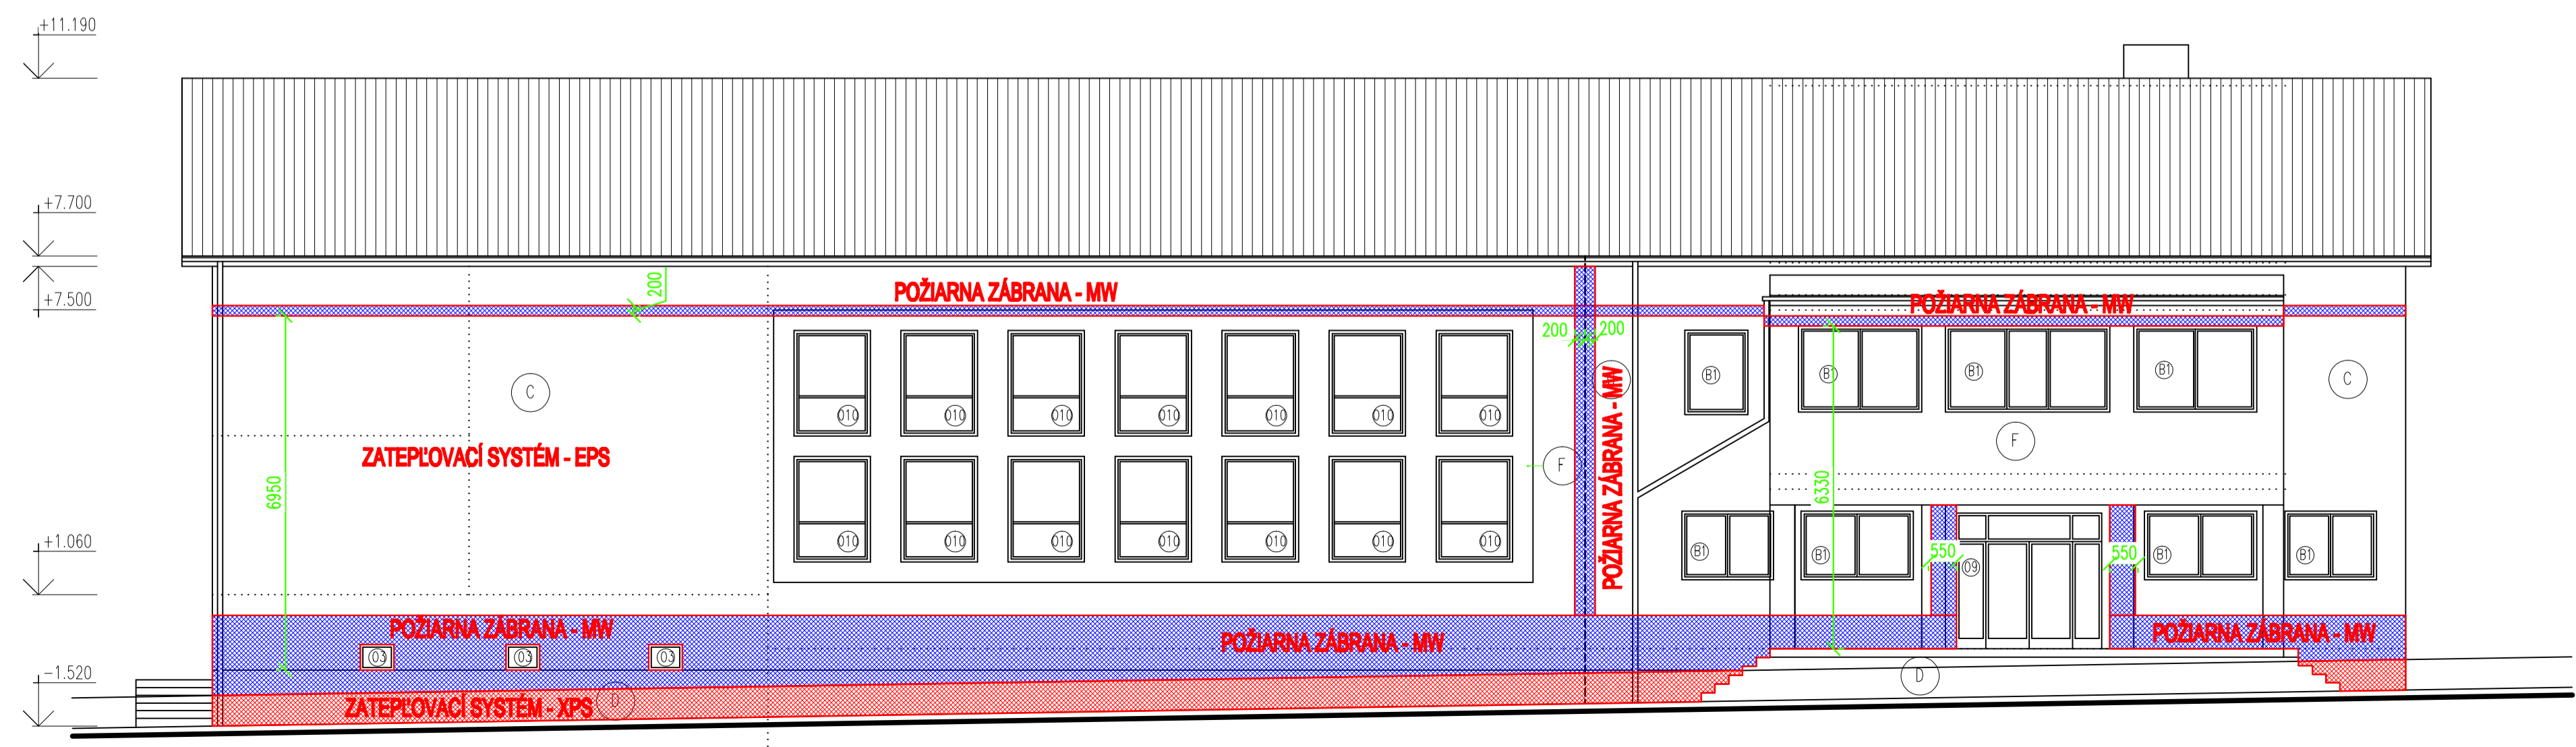 +11.190
+7.700
+7.500
200
POŽIARNA ZÁBRANA - MW
POŽIARNA ZÁBRANA - MW
200
200
C
B1
B1
B1
B1
C
010
010
010
010
010
010
010
POŽIARNA ZÁBRANA - MW
F
ZATEPĽOVACÍ SYSTÉM - EPS
F
6950
6330
+1.060
010
010
010
010
010
010
010
B1
B1
550
09
550
B1
B1
POŽIARNA ZÁBRANA - MW
POŽIARNA ZÁBRANA - MW
POŽIARNA ZÁBRANA - MW
03
03
03
-1.520
D
ZATEPĽOVACÍ SYSTÉM - XPS
D